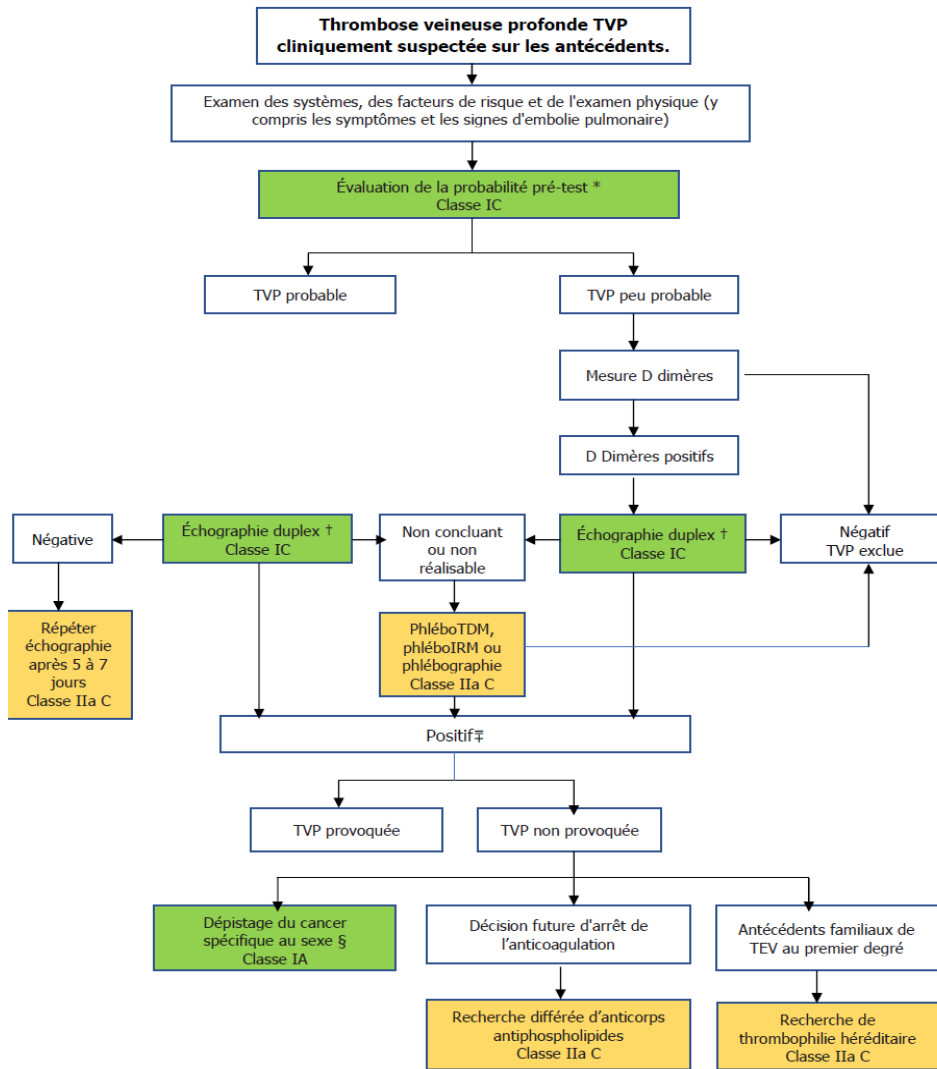 Thrombose veineuse profonde TVP
cliniquement suspectée sur les antécédents.
Examen des systèmes, des facteurs de risque et de l'examen physique (y
compris les symptômes et les signes d'embolie pulmonaire)
Évaluation de la probabilité pré-test *
Classe IC
TVP probable
TVP peu probable
Mesure D dimères
D Dimères positifs
Négative
Échographie duplex †
Classe IC
Non concluant
ou non
réalisable
Échographie duplex †
Classe IC
Négatif
TVP exclue
Répéter
échographie
après 5 à 7
jours
Classe IIa C
PhléboTDM,
phléboIRM ou
phlébographie
Classe IIa C
Positif∓
TVP provoquée
TVP non provoquée
Dépistage du cancer
spécifique au sexe §
Classe IA
Décision future d'arrêt de
l’anticoagulation
Antécédents familiaux de
TEV au premier degré
Recherche différée d’anticorps
antiphospholipides
Classe IIa C
Recherche de
thrombophilie héréditaire
Classe IIa C